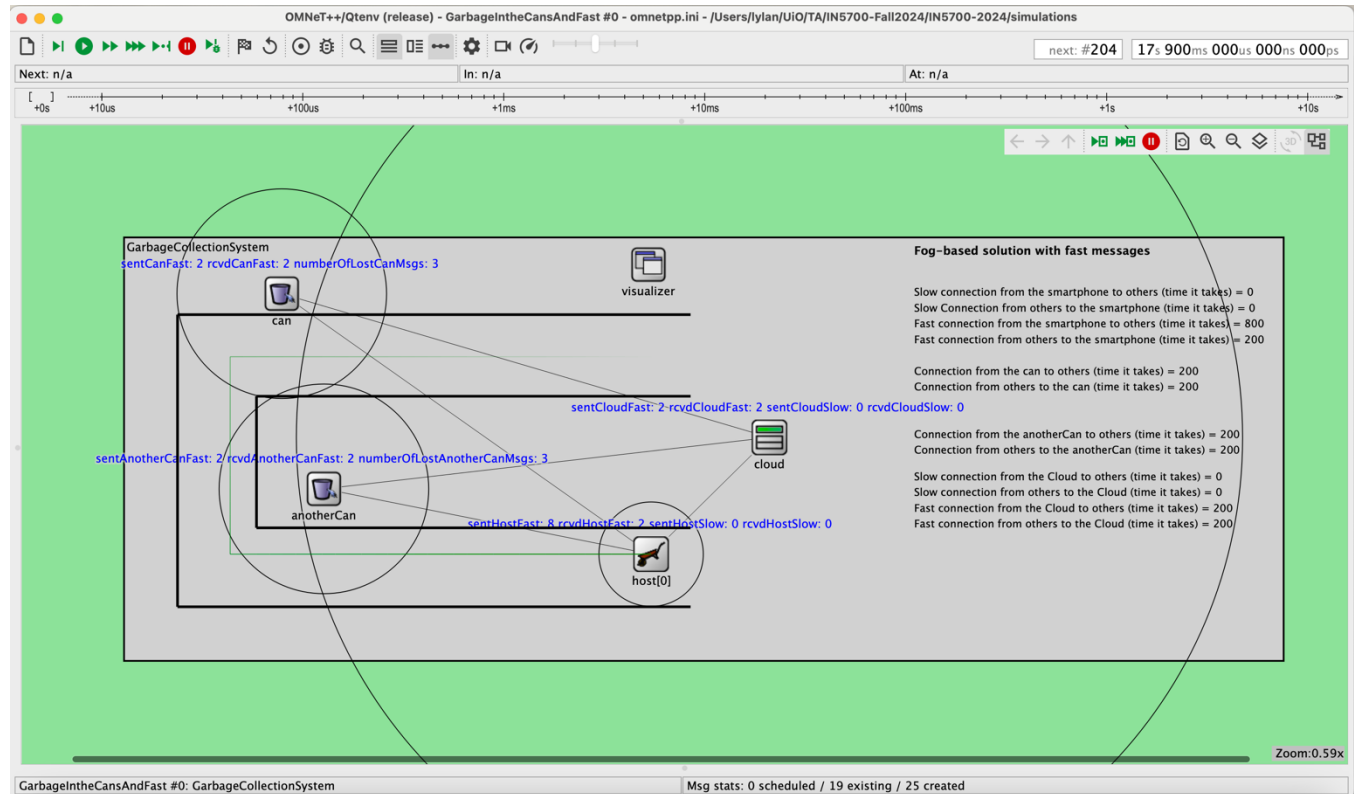 OMNeT++/Qtenv (release) - GarbageIntheCansAndFast #0 - omnetpp.ini - /Users/lylan/UiO/TA/IN5700-Fall2024/IN5700-2024/simulations
next: #204 17s 900ms 000us 000ns 000ps
Next: n/a In: n/a At: n/a
[ ]
+0s +10us +100us +1ms +10ms +100ms +1s +10s
3D
GarbageCollectionSystem
sentCanFast: 2 rcvdCanFast: 2 numberOfLostCanMsgs: 3
can
visualizer
sentCloudFast: 2 rcvdCloudFast: 2 sentCloudSlow: 0 rcvdCloudSlow: 0
cloud
sentAnotherCanFast: 2 rcvdAnotherCanFast: 2 numberOfLostAnotherCanMsgs: 3
anotherCan
sentHostFast: 8 rcvdHostFast: 2 sentHostSlow: 0 rcvdHostSlow: 0
host[0]
Fog-based solution with fast messages
Slow connection from the smartphone to others (time it takes) = 0
Slow Connection from others to the smartphone (time it takes) = 0
Fast connection from the smartphone to others (time it takes) = 800
Fast connection from others to the smartphone (time it takes) = 200
Connection from the can to others (time it takes) = 200
Connection from others to the can (time it takes) = 200
Connection from the anotherCan to others (time it takes) = 200
Connection from others to the anotherCan (time it takes) = 200
Slow connection from the Cloud to others (time it takes) = 0
Slow connection from others to the Cloud (time it takes) = 0
Fast connection from the Cloud to others (time it takes) = 200
Fast connection from others to the Cloud (time it takes) = 200
Zoom:0.59x
GarbageIntheCansAndFast #0: GarbageCollectionSystem Msg stats: 0 scheduled / 19 existing / 25 created